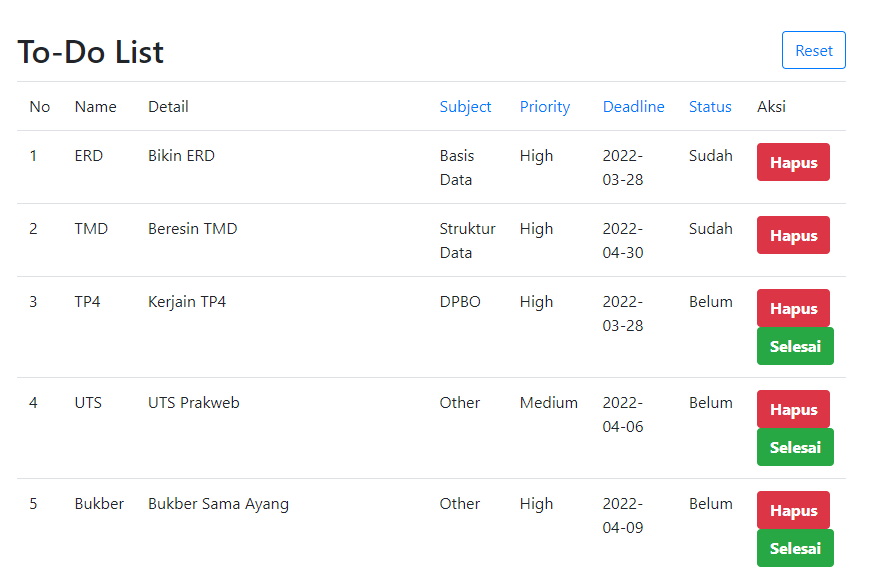 To-Do List Reset
No Name Detail Subject Priority Deadline Status Aksi
1 ERD Bikin ERD Basis High 2022- Sudah Hapus
Data 03-28
2 TMD Beresin TMD Struktur High 2022- Sudah Hapus
Data 04-30
3 TP4 Kerjain TP4 DPBO High 2022- Belum Hapus
03-28
Selesai
4 UTS UTS Prakweb Other Medium 2022- Belum Hapus
04-06
Selesai
5 Bukber Bukber Sama Ayang Other High 2022- Belum Hapus
04-09
Selesai